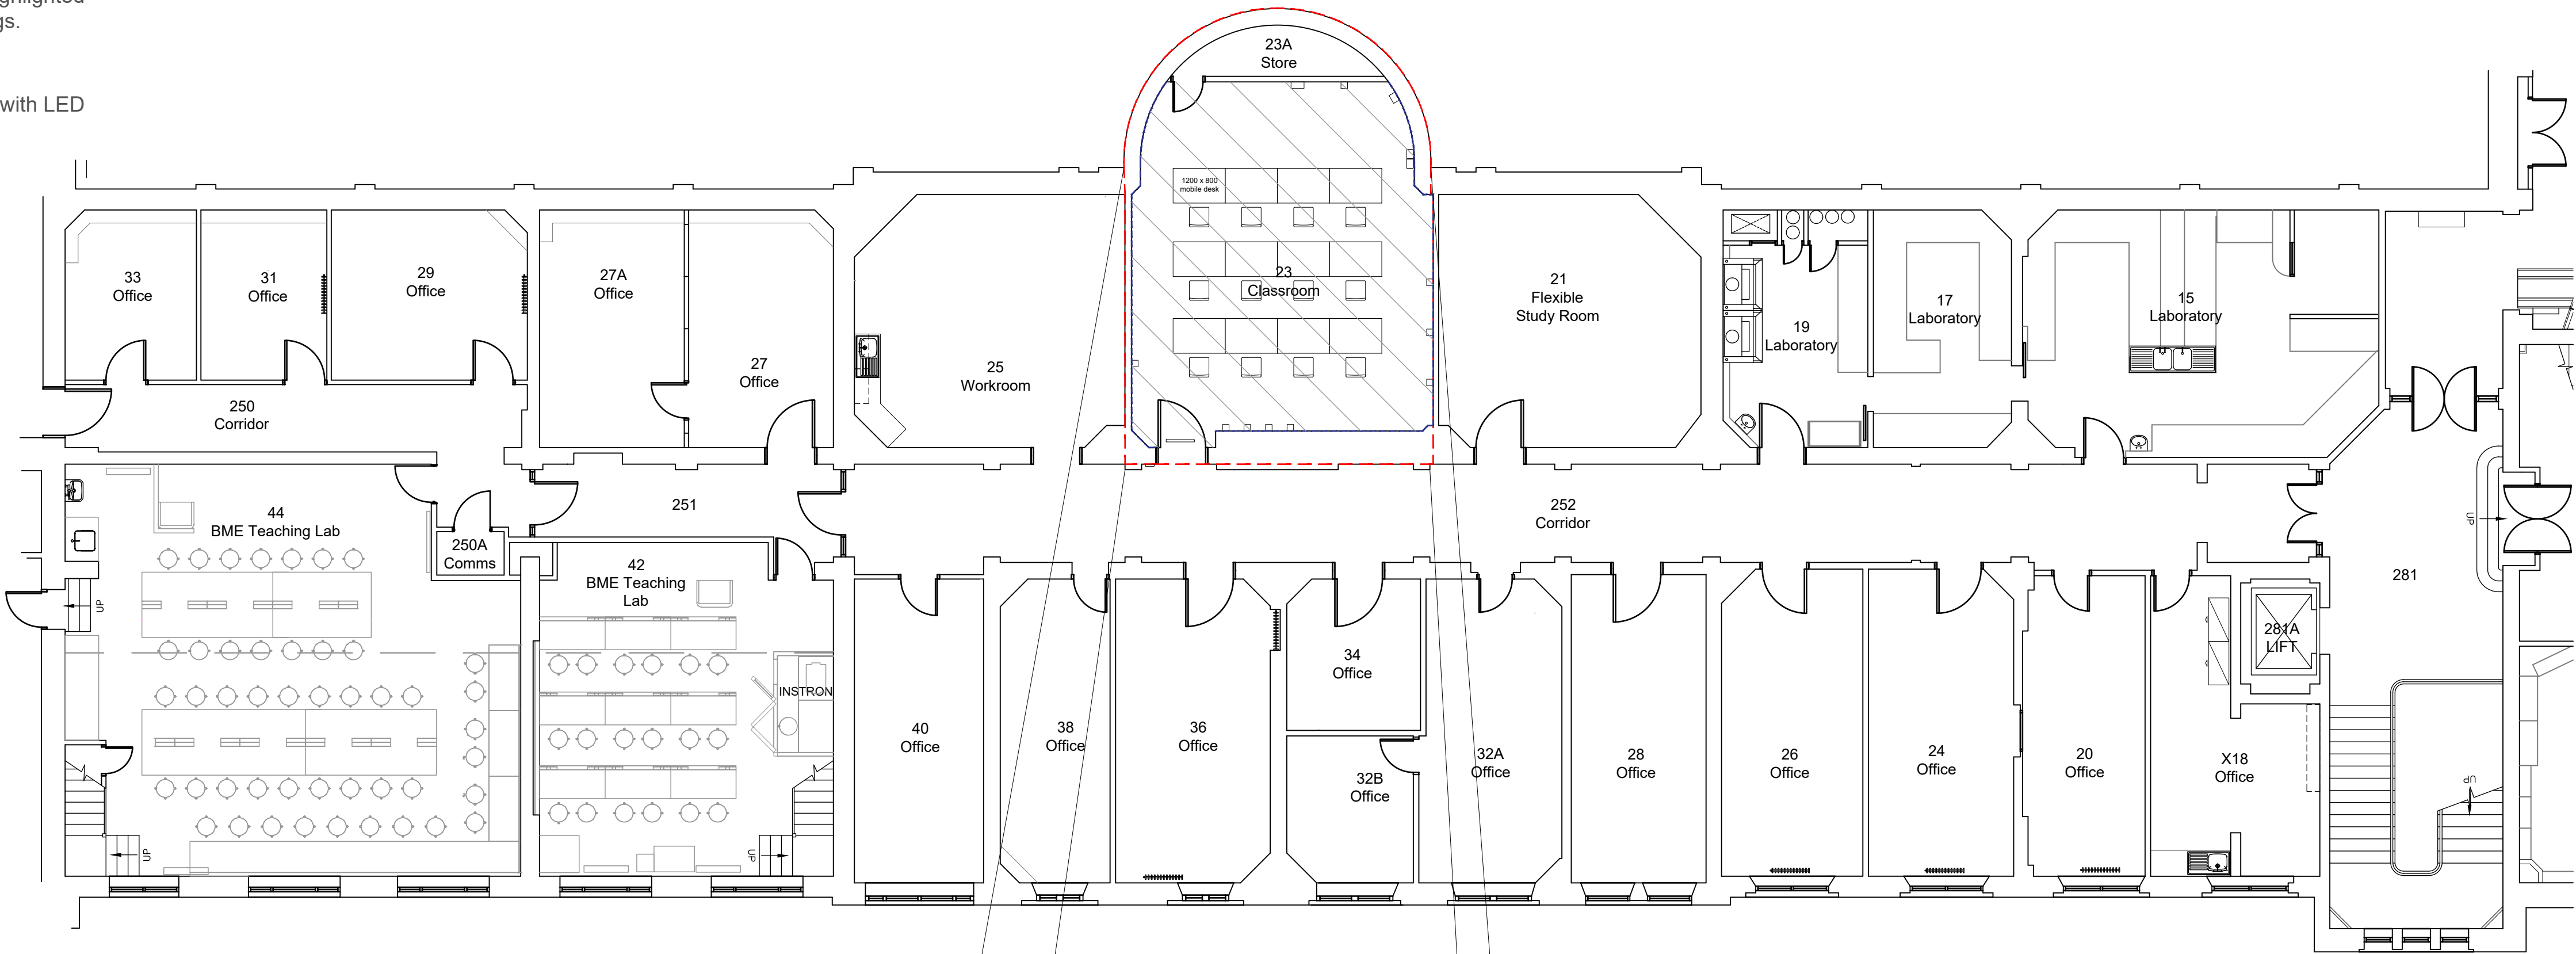 ghlighted
gs.
with LED
23A
Store
1200 x 800
mobile desk
33
Office
31
Office
29
Office
27A
Office
27
Office
25
Workroom
23
Classroom
21
Flexible
Study Room
19
Laboratory
17
Laboratory
15
Laboratory
250
Corridor
251
252
Corridor
44
BME Teaching Lab
250A
Comms
42
BME Teaching
Lab
UP
UP
281
281A
LIFT
INSTRON
40
Office
38
Office
36
Office
34
Office
32B
Office
32A
Office
28
Office
26
Office
24
Office
20
Office
X18
Office
UP
UP
UP